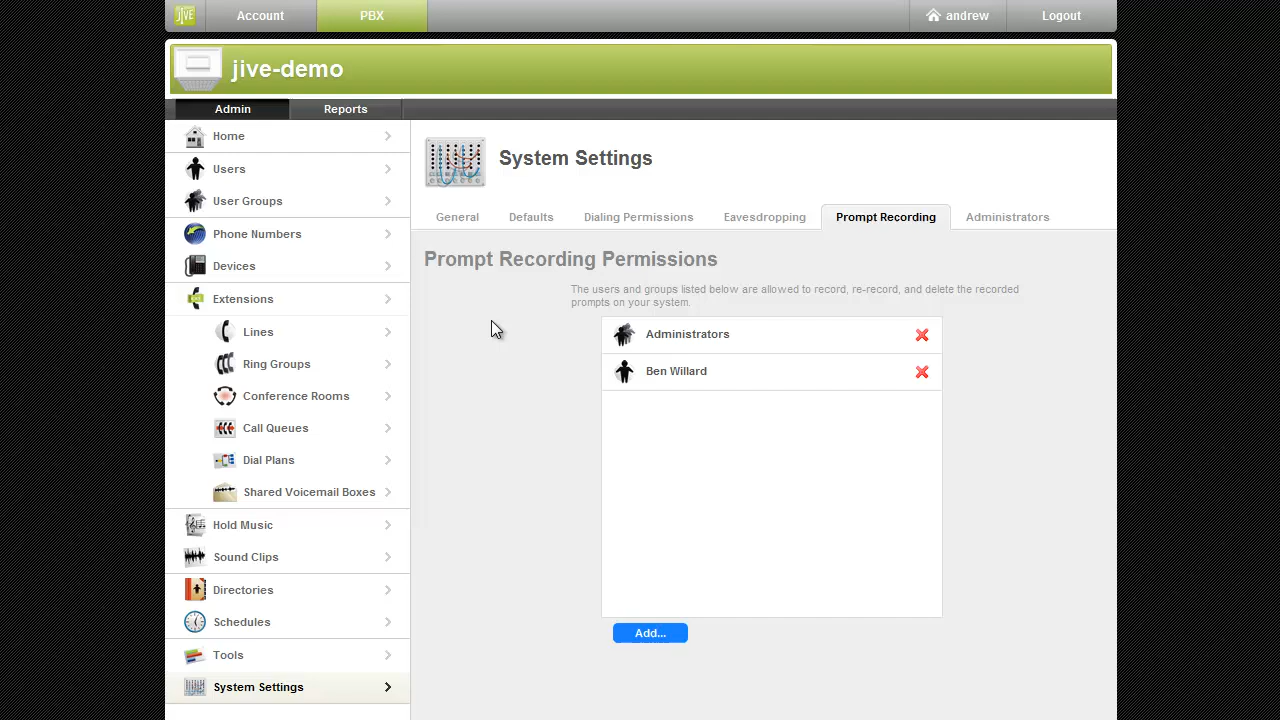 jive
Account
PBX
andrew
Logout
jive-demo
Admin
Reports
Home
Users
User Groups
Phone Numbers
Devices
Extensions
Lines
Ring Groups
Conference Rooms
Call Queues
Dial Plans
Shared Voicemail Boxes
Hold Music
Sound Clips
Directories
Schedules
Tools
System Settings
System Settings
General
Defaults
Dialing Permissions
Eavesdropping
Prompt Recording
Administrators
Prompt Recording Permissions
The users and groups listed below are allowed to record, re-record, and delete the recorded
prompts on your system.
Administrators
Ben Willard
Add...